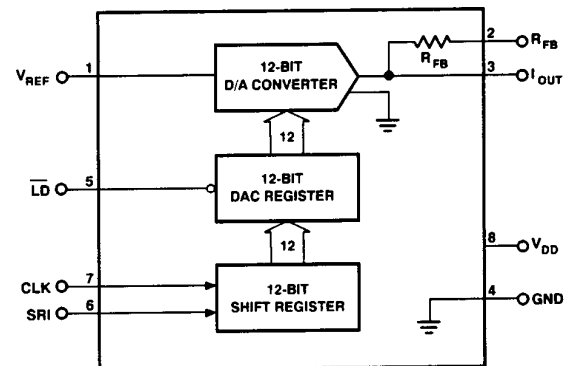 2 R_FB
R_FB
V_REF 1
12-BIT
D/A CONVERTER
3 I_OUT
12
L̅D̅ 5
12-BIT
DAC REGISTER
12
8 V_DD
CLK 7
SRI 6
12-BIT
SHIFT REGISTER
4 GND